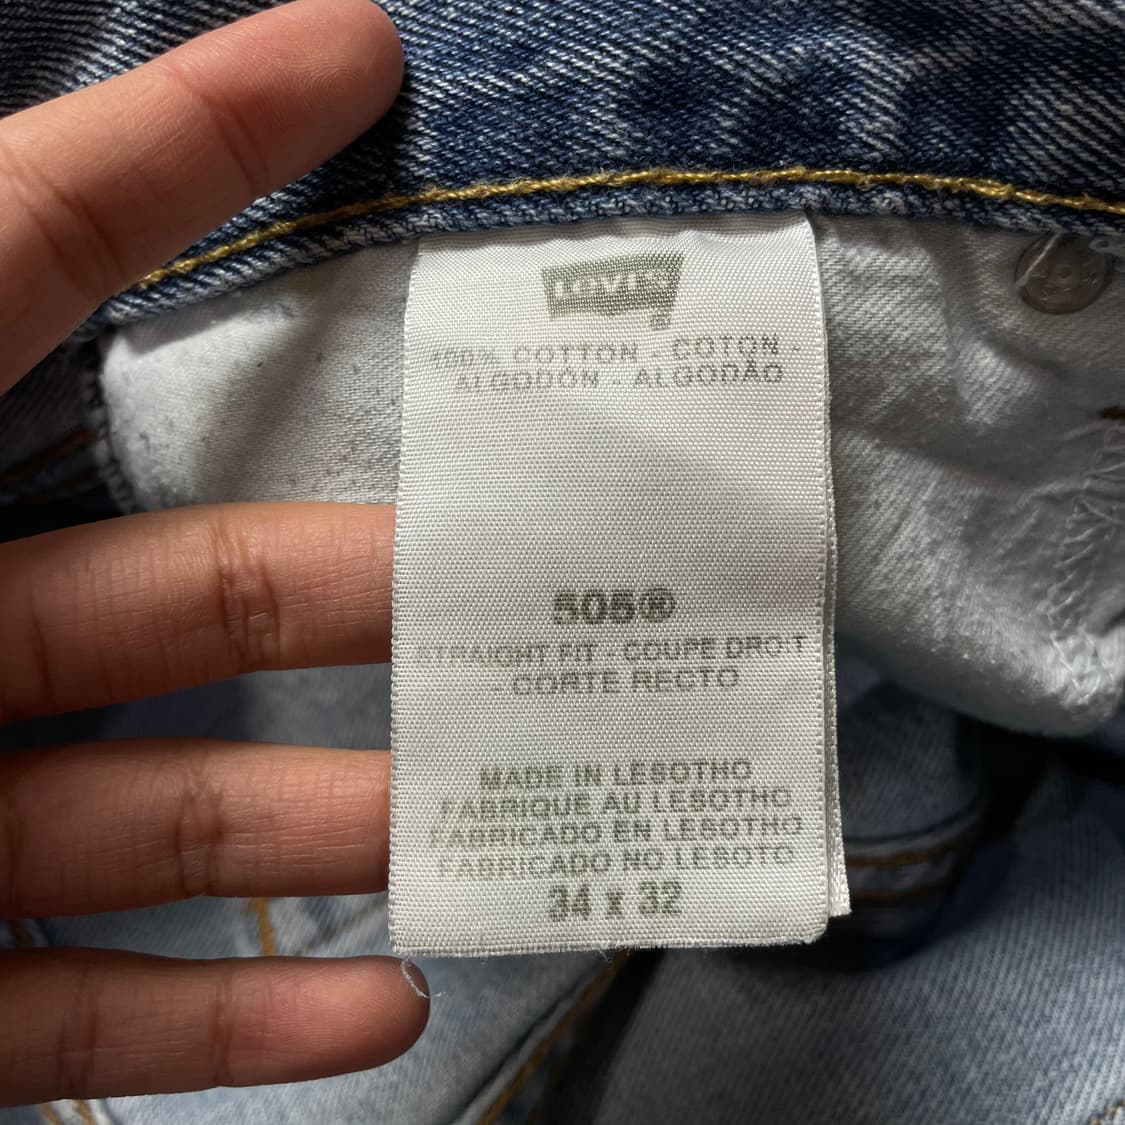 LEVI'S
100% COTTON - COTON -
ALGODÓN - ALGODÃO
505®
STRAIGHT FIT - COUPE DROIT
- CORTE RECTO
MADE IN LESOTHO
FABRIQUE AU LESOTHO
FABRICADO EN LESOTHO
FABRICADO NO LESOTO
34 x 32